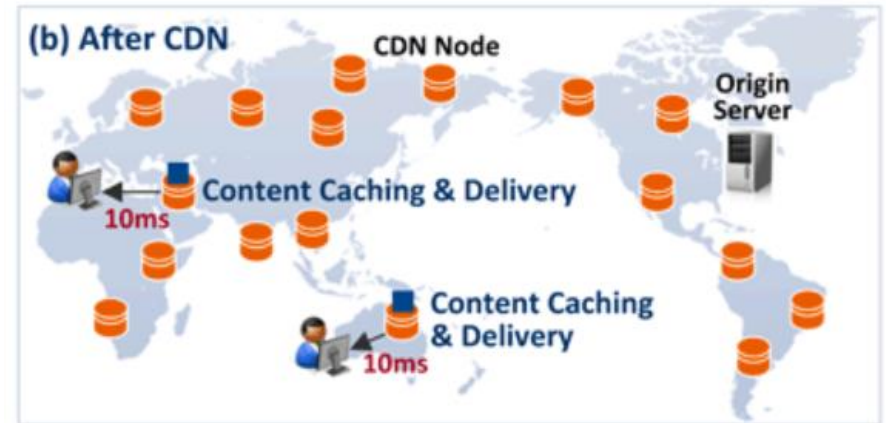 (b) After CDN
CDN Node
Origin
Server
Content Caching & Delivery
10ms
Content Caching
& Delivery
10ms